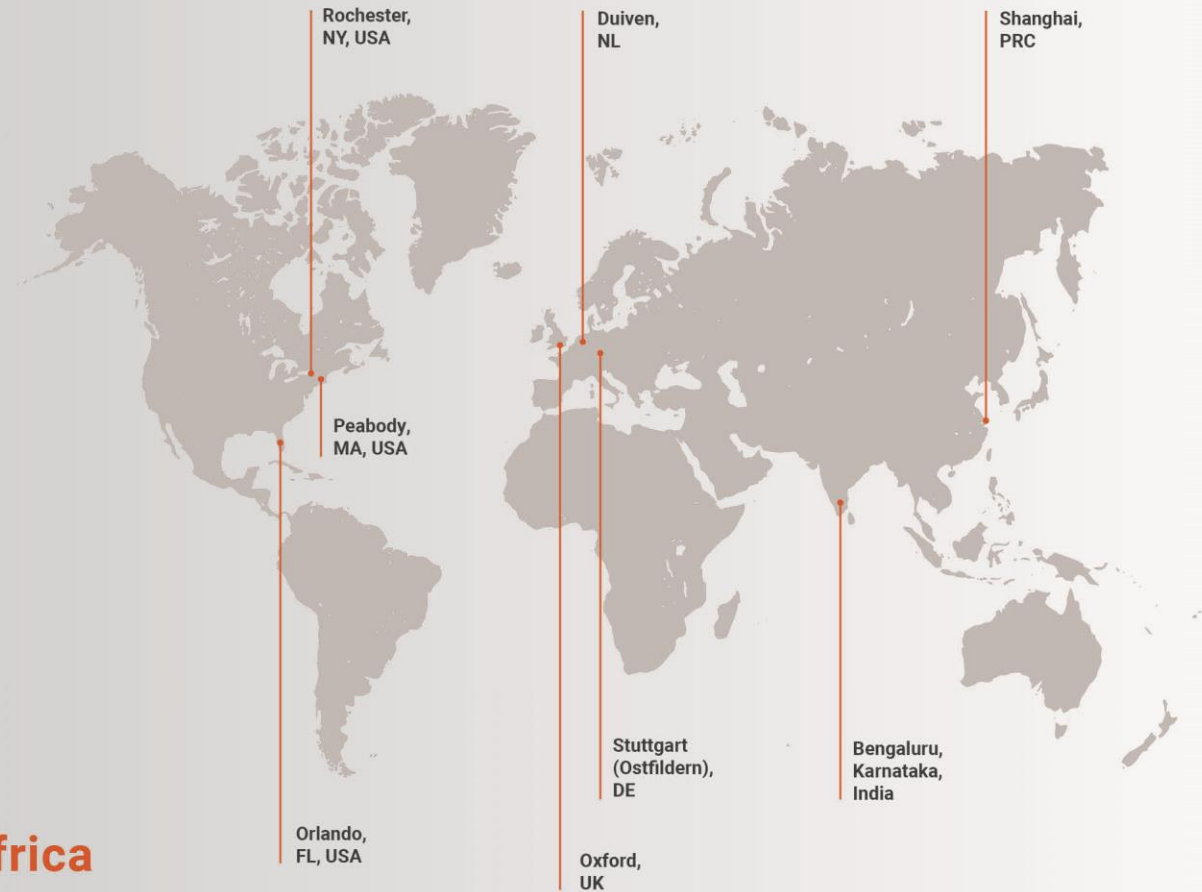 Rochester,
NY, USA
Duiven,
NL
Shanghai,
PRC
Peabody,
MA, USA
Stuttgart
(Ostfildern),
DE
Bengaluru,
Karnataka,
India
Orlando,
FL, USA
frica
Oxford,
UK